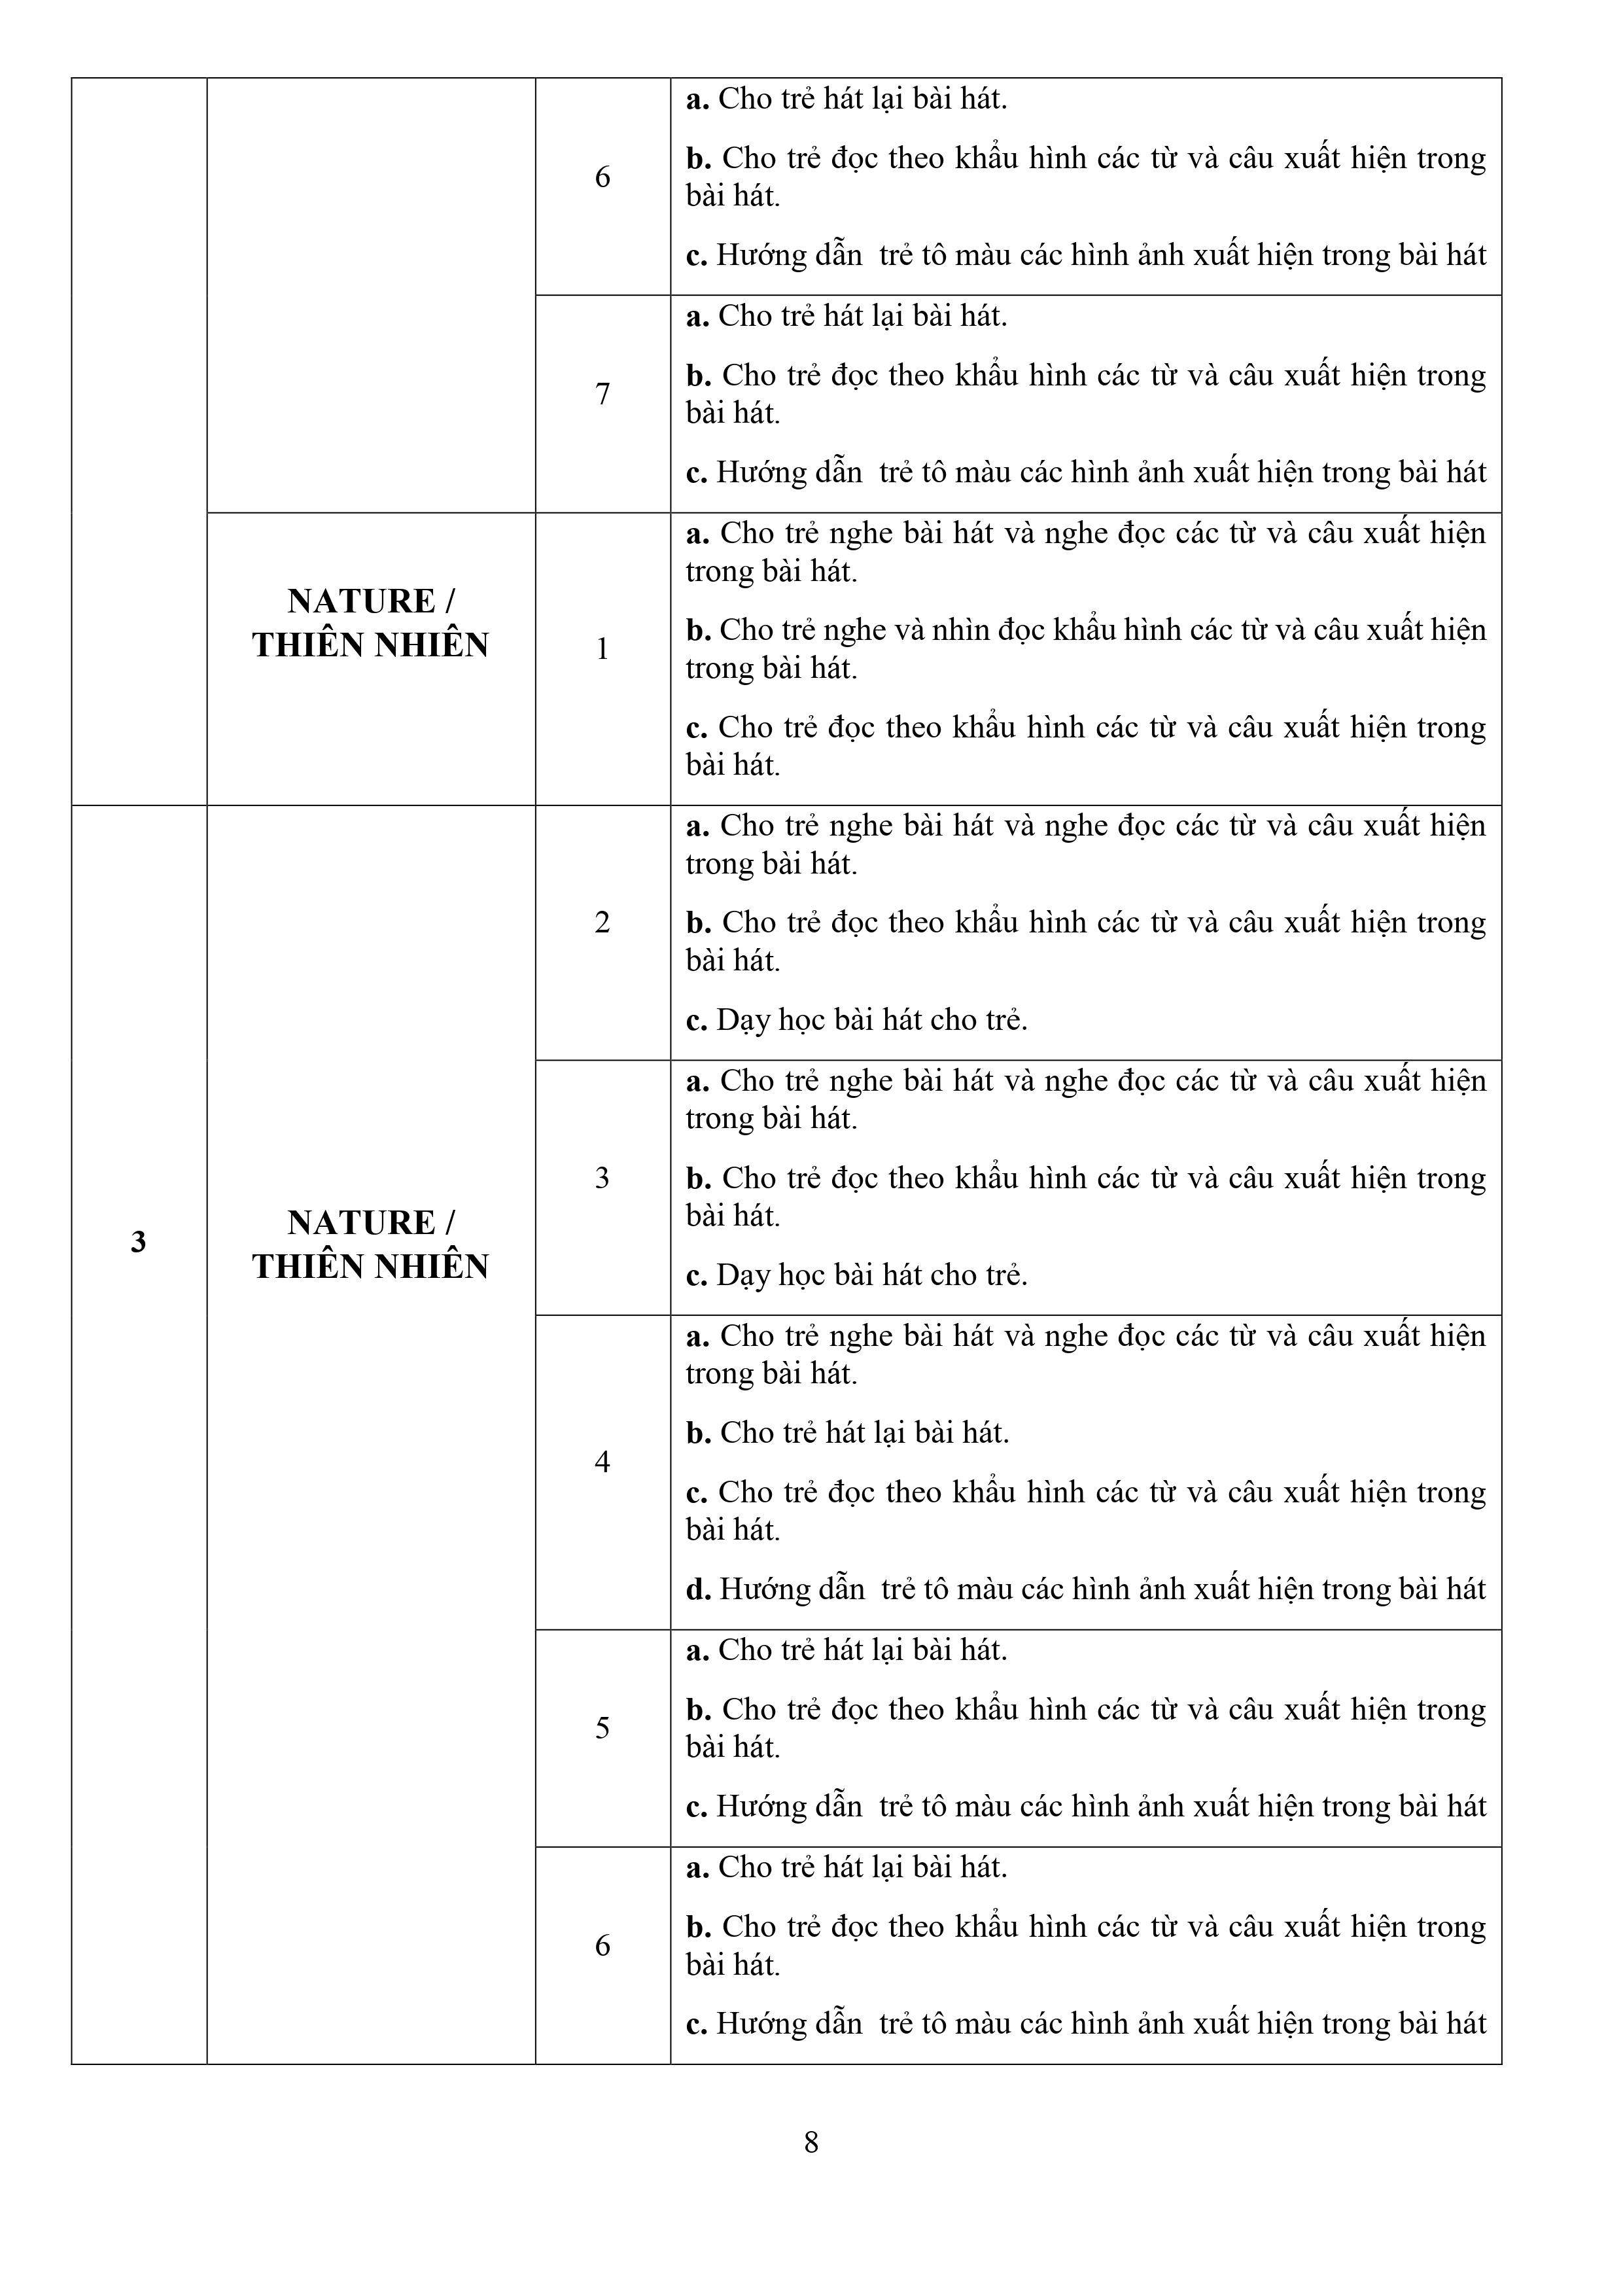 6
a. Cho trẻ hát lại bài hát.
b. Cho trẻ đọc theo khẩu hình các từ và câu xuất hiện trong
bài hát.
c. Hướng dẫn  trẻ tô màu các hình ảnh xuất hiện trong bài hát
7
a. Cho trẻ hát lại bài hát.
b. Cho trẻ đọc theo khẩu hình các từ và câu xuất hiện trong
bài hát.
c. Hướng dẫn  trẻ tô màu các hình ảnh xuất hiện trong bài hát
NATURE /
THIÊN NHIÊN
1
a. Cho trẻ nghe bài hát và nghe đọc các từ và câu xuất hiện
trong bài hát.
b. Cho trẻ nghe và nhìn đọc khẩu hình các từ và câu xuất hiện
trong bài hát.
c. Cho trẻ đọc theo khẩu hình các từ và câu xuất hiện trong
bài hát.
3
NATURE /
THIÊN NHIÊN
2
a. Cho trẻ nghe bài hát và nghe đọc các từ và câu xuất hiện
trong bài hát.
b. Cho trẻ đọc theo khẩu hình các từ và câu xuất hiện trong
bài hát.
c. Dạy học bài hát cho trẻ.
3
a. Cho trẻ nghe bài hát và nghe đọc các từ và câu xuất hiện
trong bài hát.
b. Cho trẻ đọc theo khẩu hình các từ và câu xuất hiện trong
bài hát.
c. Dạy học bài hát cho trẻ.
4
a. Cho trẻ nghe bài hát và nghe đọc các từ và câu xuất hiện
trong bài hát.
b. Cho trẻ hát lại bài hát.
c. Cho trẻ đọc theo khẩu hình các từ và câu xuất hiện trong
bài hát.
d. Hướng dẫn  trẻ tô màu các hình ảnh xuất hiện trong bài hát
5
a. Cho trẻ hát lại bài hát.
b. Cho trẻ đọc theo khẩu hình các từ và câu xuất hiện trong
bài hát.
c. Hướng dẫn  trẻ tô màu các hình ảnh xuất hiện trong bài hát
6
a. Cho trẻ hát lại bài hát.
b. Cho trẻ đọc theo khẩu hình các từ và câu xuất hiện trong
bài hát.
c. Hướng dẫn  trẻ tô màu các hình ảnh xuất hiện trong bài hát
8